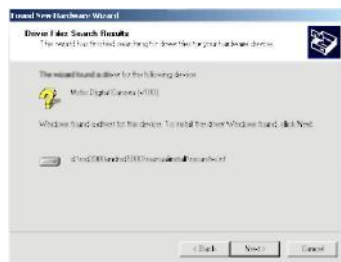 Found New Hardware Wizard
Driver Files Search Results
The wizard has finished searching for driver files for your hardware device.
The wizard found a driver for the following device:
Digital Camera
Windows found a driver for this device. To install the driver Windows found, click Next.
< Back
Next >
Cancel